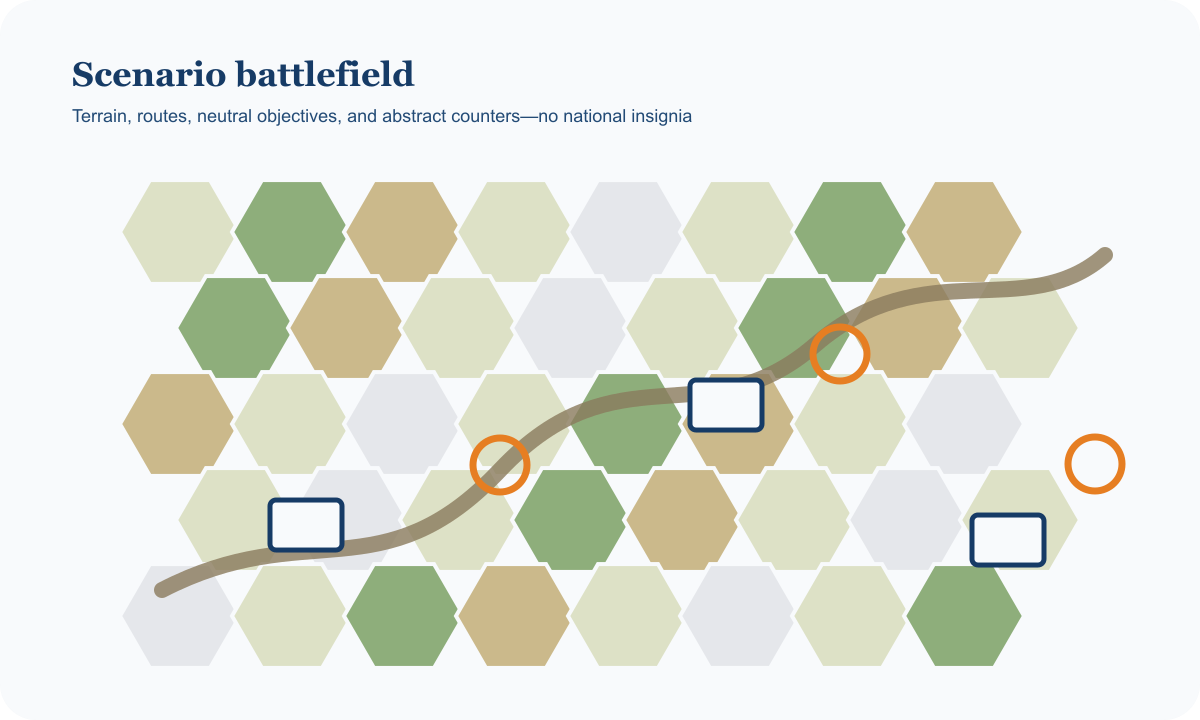 Scenario battlefield
Terrain, routes, neutral objectives, and abstract counters—no national insignia